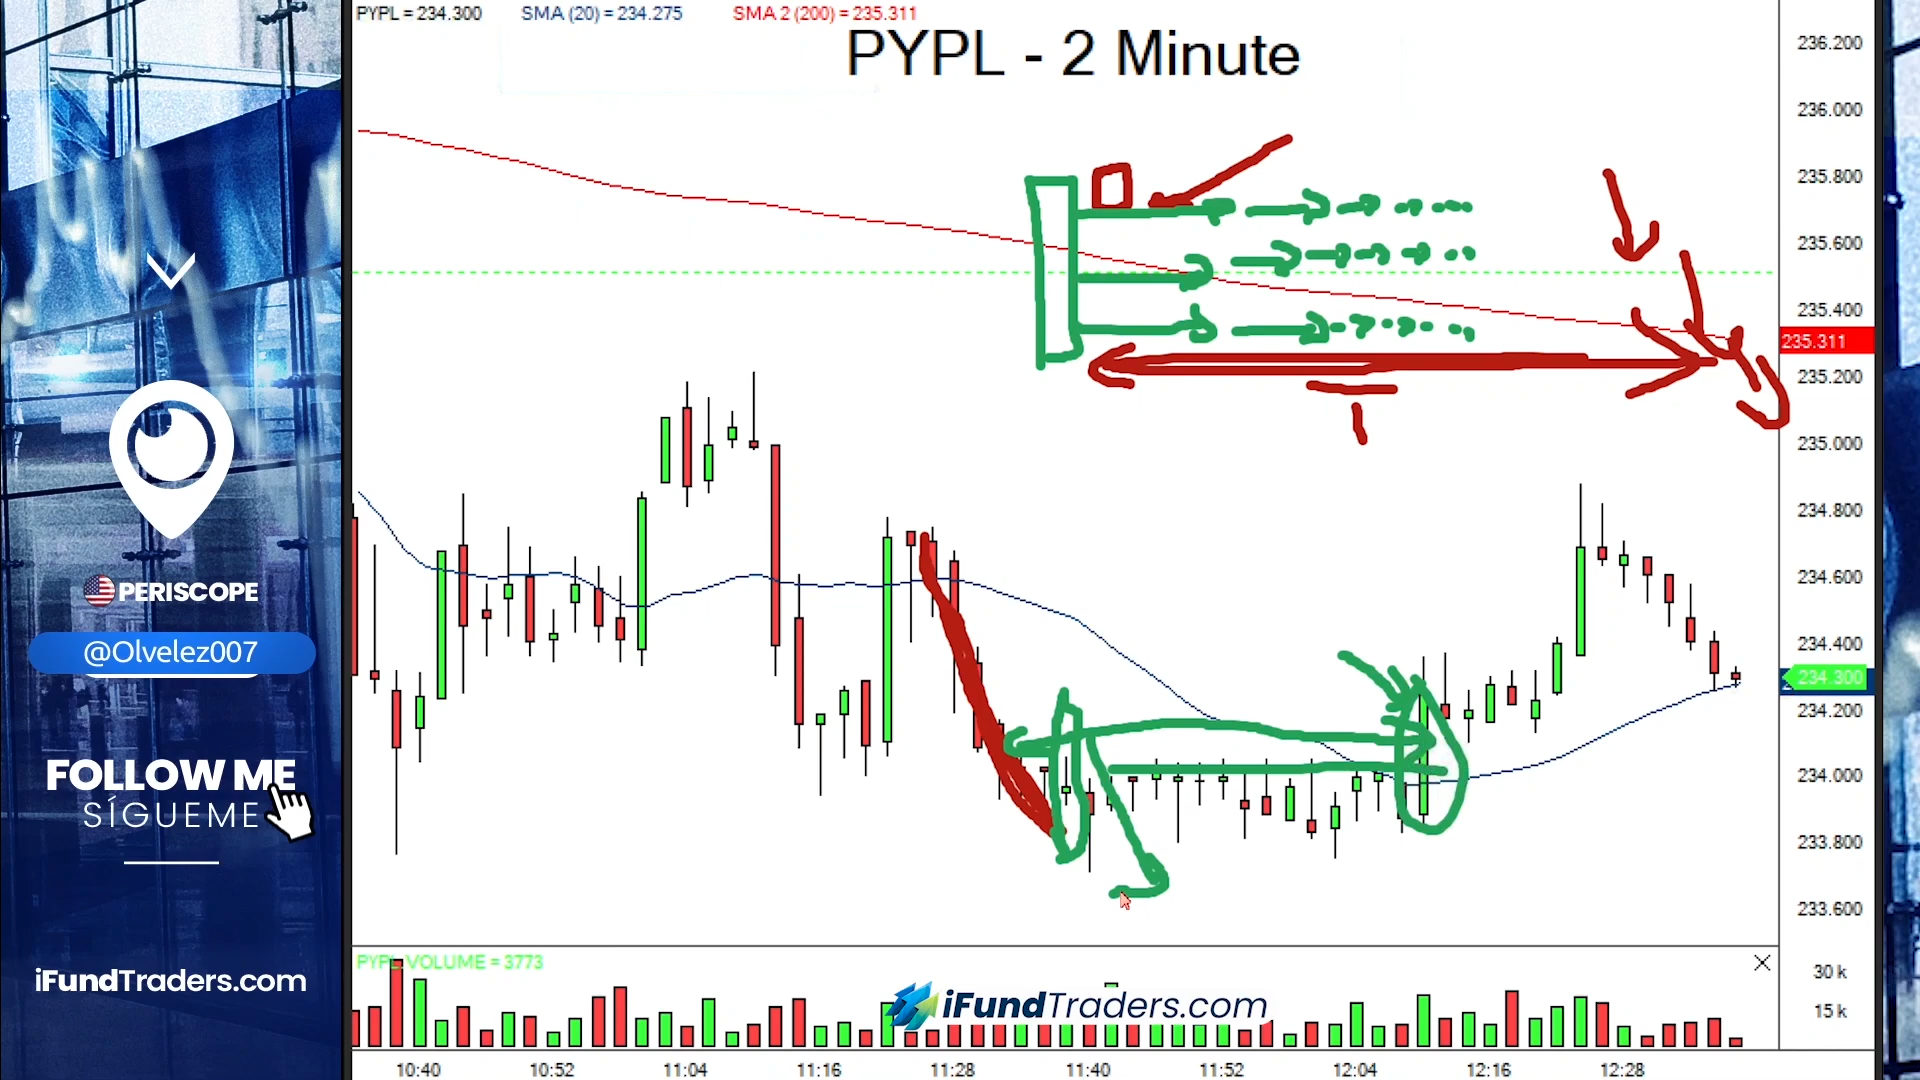 PYPL = 234.300 SMA (20) = 234.275 SMA 2 (200) = 235.311
PYPL - 2 Minute
236.200
236.000
235.800
235.600
235.400
235.311
235.200
235.000
234.800
234.600
234.400
234.300
234.200
234.000
233.800
233.600
PERISCOPE
@Olvelez007
FOLLOW ME
SÍGUEME
iFundTraders.com
PYPL VOLUME = 3773
30 k
15 k
iFundTraders.com
10:40 10:52 11:04 11:16 11:28 11:40 11:52 12:04 12:16 12:28